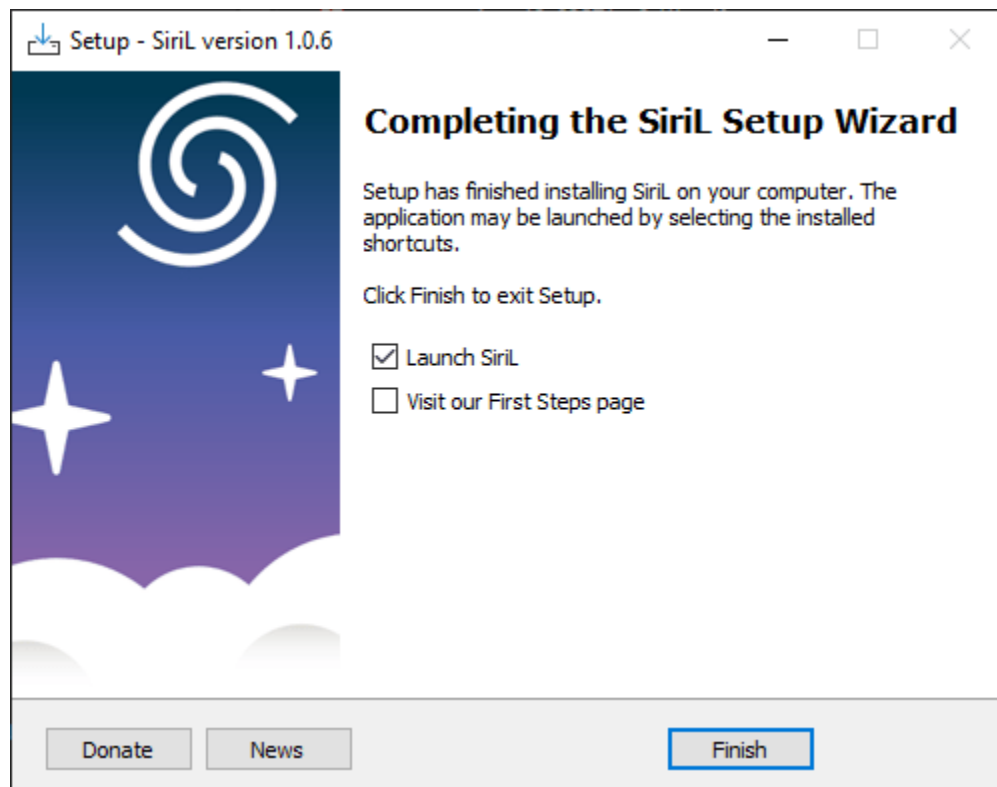 Setup - SiriL version 1.0.6
Completing the SiriL Setup Wizard
Setup has finished installing SiriL on your computer. The
application may be launched by selecting the installed
shortcuts.
Click Finish to exit Setup.
Launch SiriL
Visit our First Steps page
Donate
News
Finish